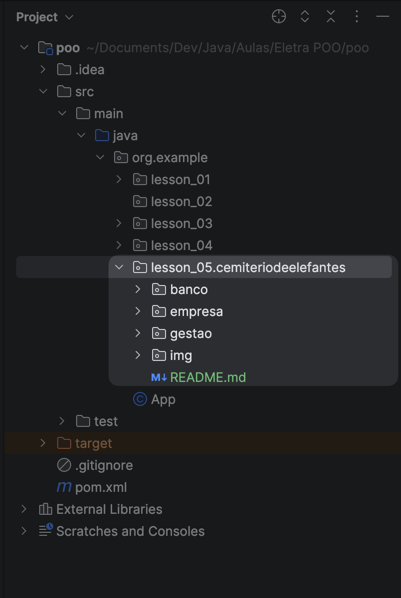 Project
poo ~/Documents/Dev/Java/Aulas/Eletra POO/poo
.idea
src
main
java
org.example
lesson_01
lesson_02
lesson_03
lesson_04
lesson_05.cemiteriodeelefantes
banco
empresa
gestao
img
M↓ README.md
C App
test
target
.gitignore
m pom.xml
External Libraries
Scratches and Consoles